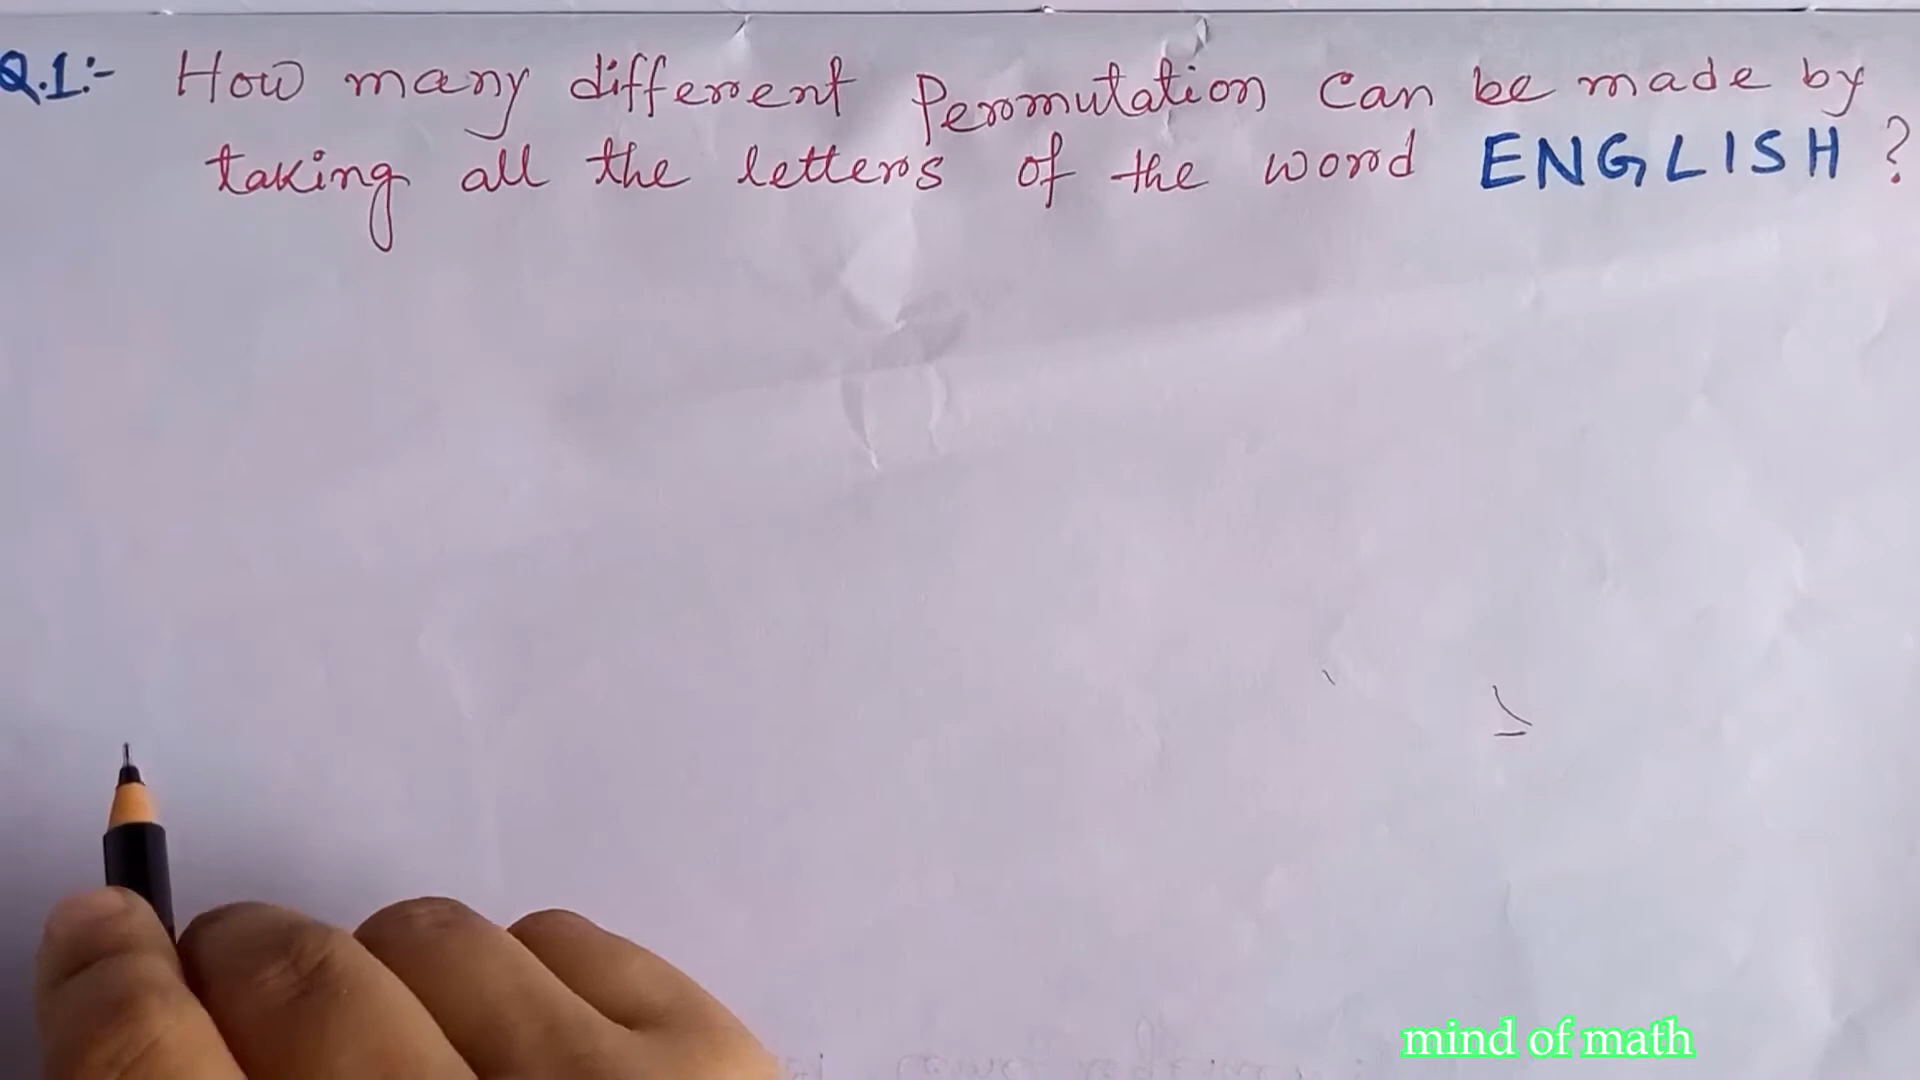 Q.1:- How many different Permutation can be made by
taking all the letters of the word ENGLISH ?
mind of math